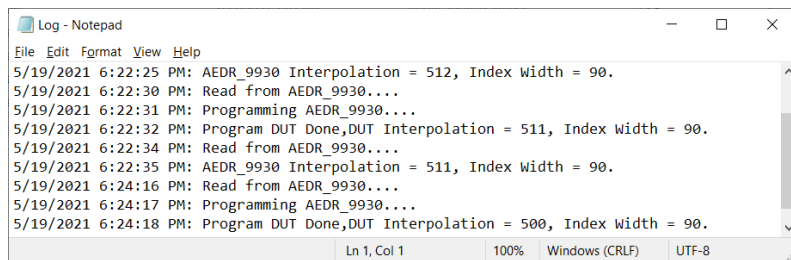 Log - Notepad
File Edit Format View Help
5/19/2021 6:22:25 PM: AEDR_9930 Interpolation = 512, Index Width = 90.
5/19/2021 6:22:30 PM: Read from AEDR_9930....
5/19/2021 6:22:31 PM: Programming AEDR_9930....
5/19/2021 6:22:32 PM: Program DUT Done,DUT Interpolation = 511, Index Width = 90.
5/19/2021 6:22:34 PM: Read from AEDR_9930....
5/19/2021 6:22:35 PM: AEDR_9930 Interpolation = 511, Index Width = 90.
5/19/2021 6:24:16 PM: Read from AEDR_9930....
5/19/2021 6:24:17 PM: Programming AEDR_9930....
5/19/2021 6:24:18 PM: Program DUT Done,DUT Interpolation = 500, Index Width = 90.
Ln 1, Col 1 100% Windows (CRLF) UTF-8